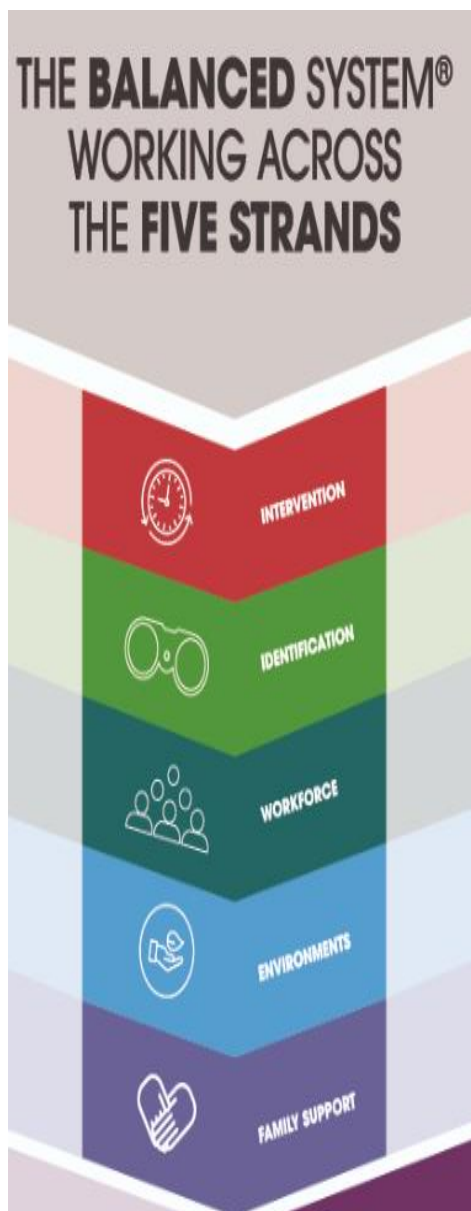 THE BALANCED SYSTEM®
WORKING ACROSS
THE FIVE STRANDS
INTERVENTION
IDENTIFICATION
WORKFORCE
ENVIRONMENTS
FAMILY SUPPORT